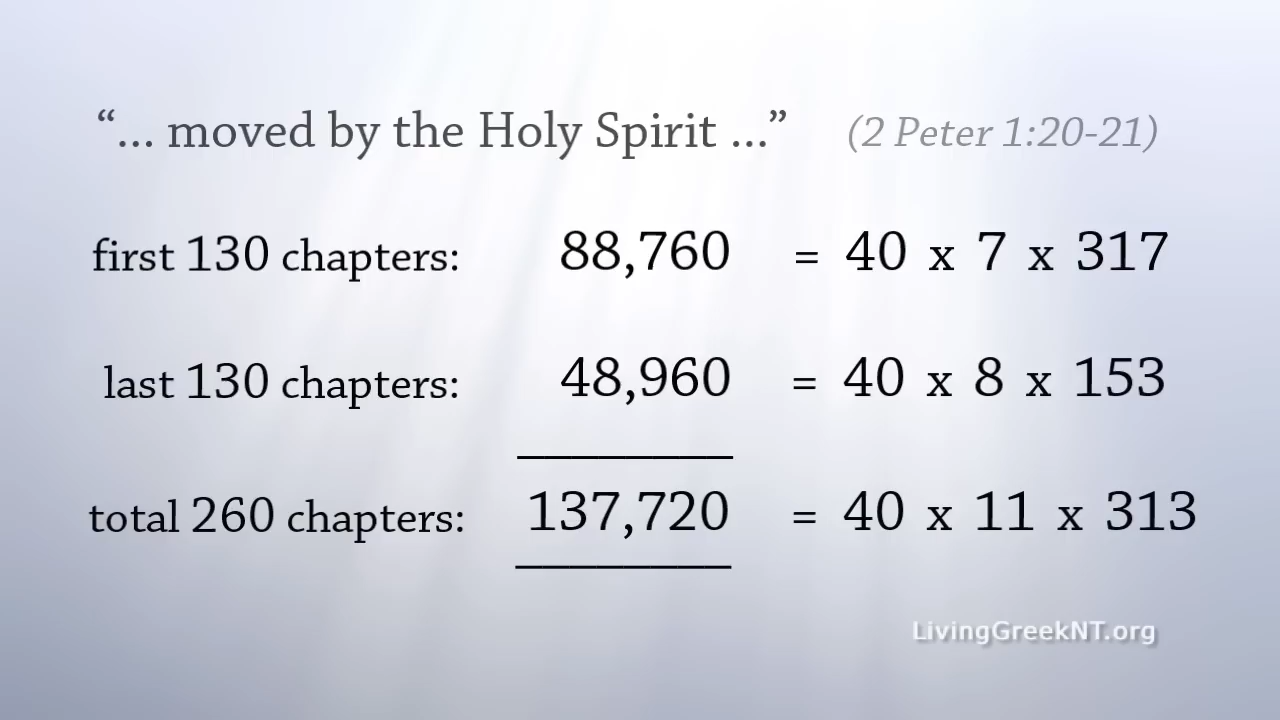 “... moved by the Holy Spirit ...” (2 Peter 1:20-21)
first 130 chapters: 88,760 = 40 x 7 x 317
last 130 chapters: 48,960 = 40 x 8 x 153
total 260 chapters: 137,720 = 40 x 11 x 313
LivingGreekNT.org